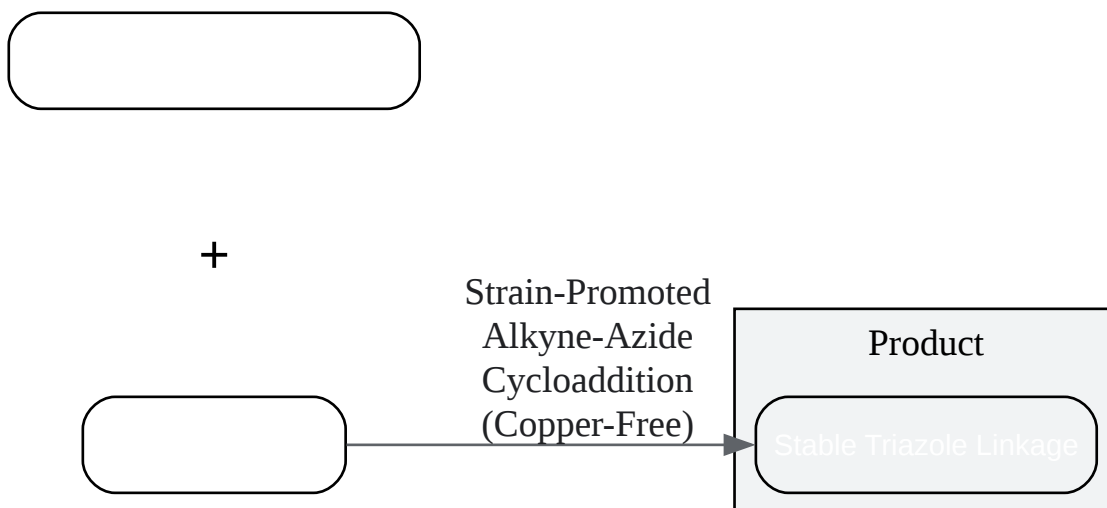 +
Strain-Promoted
Alkyne-Azide
Cycloaddition
(Copper-Free)
Product
Stable Triazole Linkage